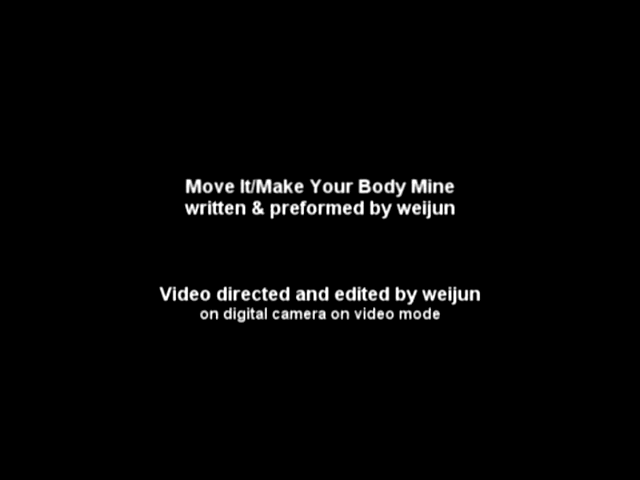 Move It/Make Your Body Mine
written & preformed by weijun
Video directed and edited by weijun
on digital camera on video mode